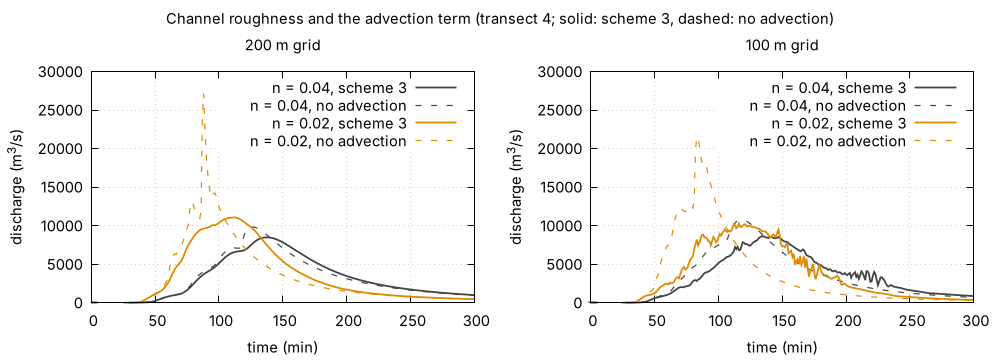 Channel roughness and the advection term (transect 4; solid: scheme 3, dashed: no advection)
200 m grid
30000
25000
20000
15000
10000
5000
0
discharge (m³/s)
n = 0.04, scheme 3
n = 0.04, no advection
n = 0.02, scheme 3
n = 0.02, no advection
0 50 100 150 200 250 300
time (min)
100 m grid
30000
25000
20000
15000
10000
5000
0
discharge (m³/s)
n = 0.04, scheme 3
n = 0.04, no advection
n = 0.02, scheme 3
n = 0.02, no advection
0 50 100 150 200 250 300
time (min)